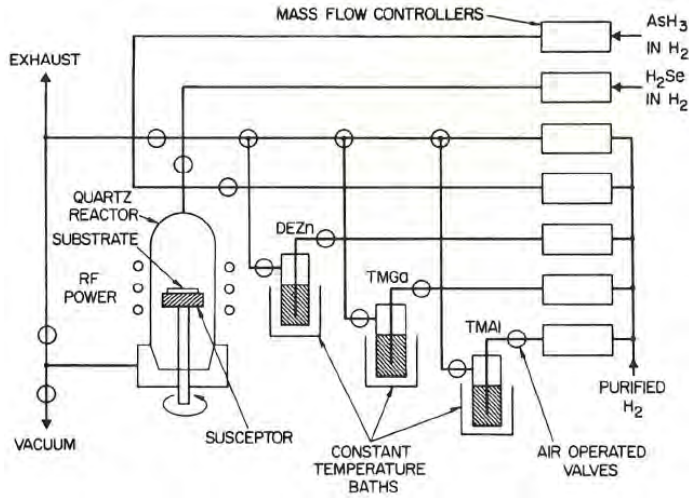 MASS FLOW CONTROLLERS
AsH3
IN H2
EXHAUST
H2Se
IN H2
QUARTZ
REACTOR
SUBSTRATE
DEZn
RF
POWER
TMGa
TMAl
PURIFIED
H2
SUSCEPTOR
VACUUM
CONSTANT
TEMPERATURE
BATHS
AIR OPERATED
VALVES